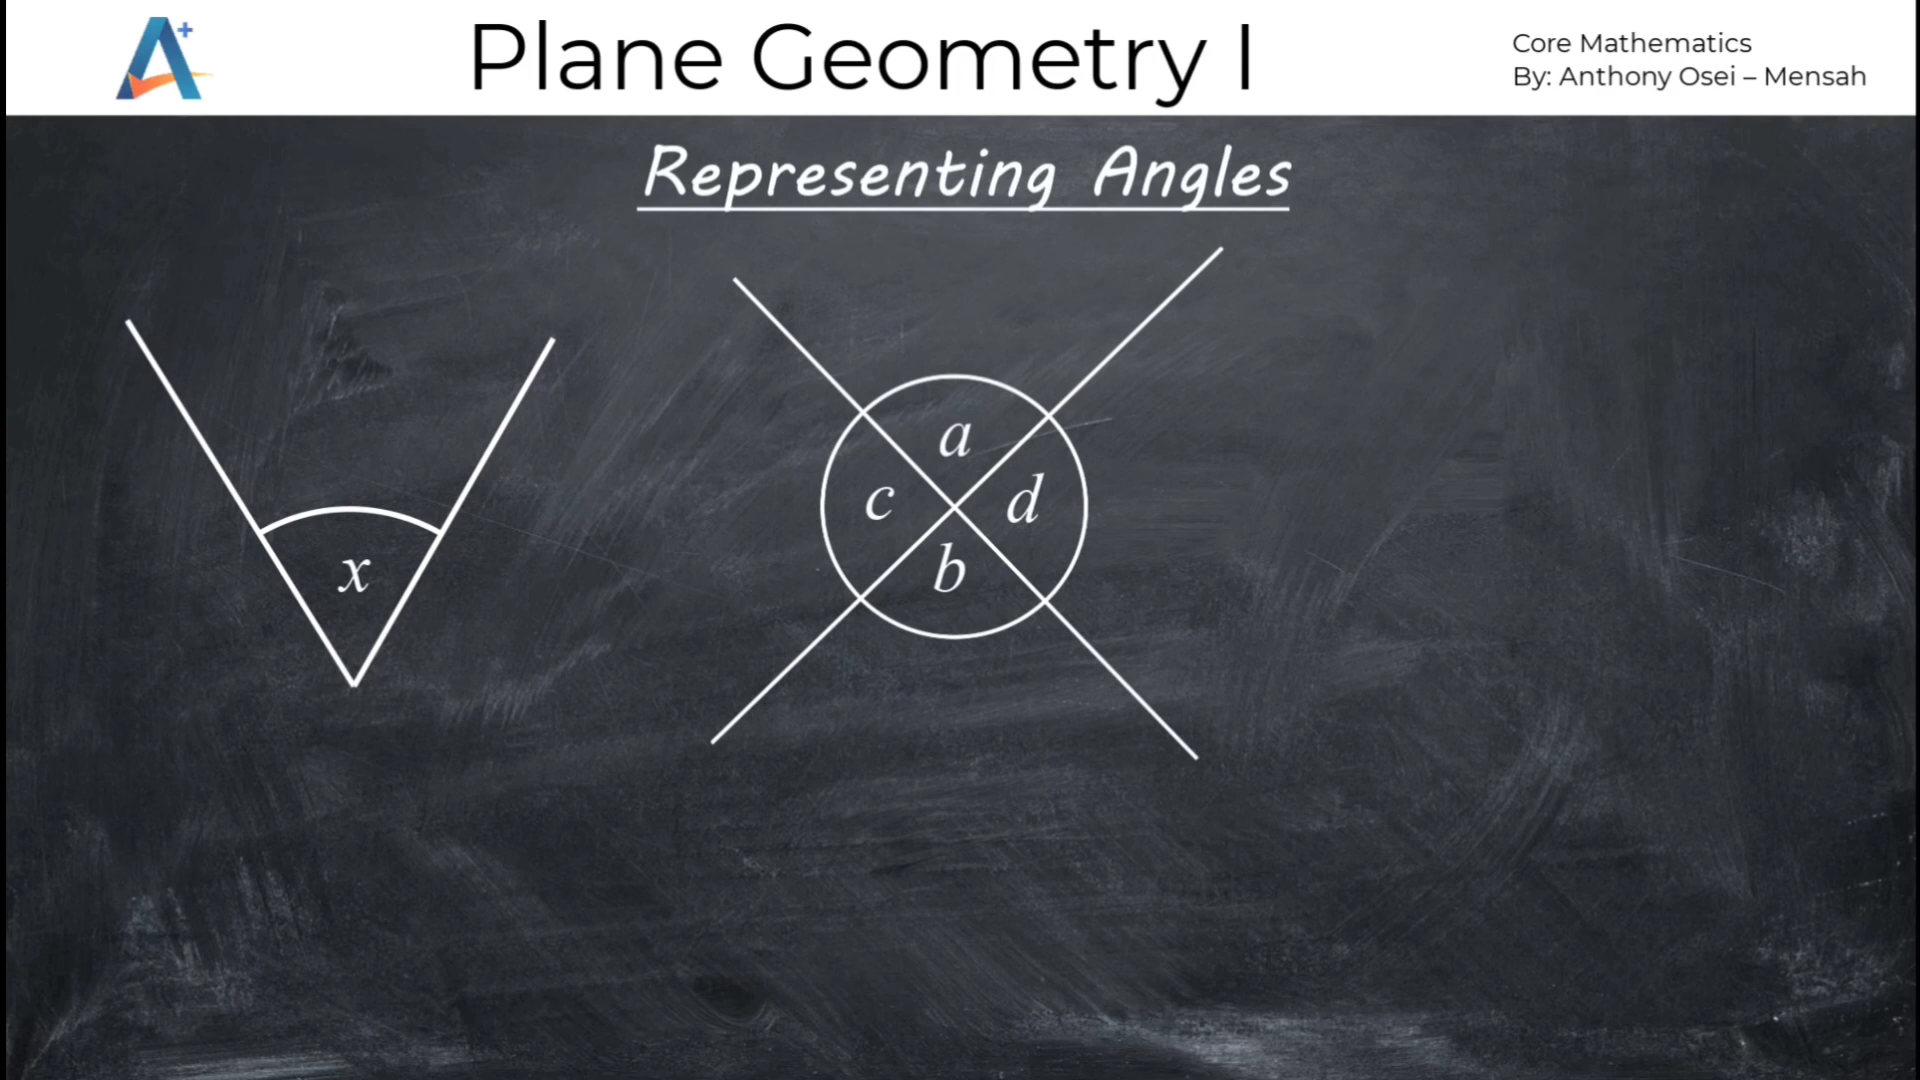 A+
Plane Geometry I
Core Mathematics
By: Anthony Osei – Mensah
Representing Angles
x
a
c
d
b